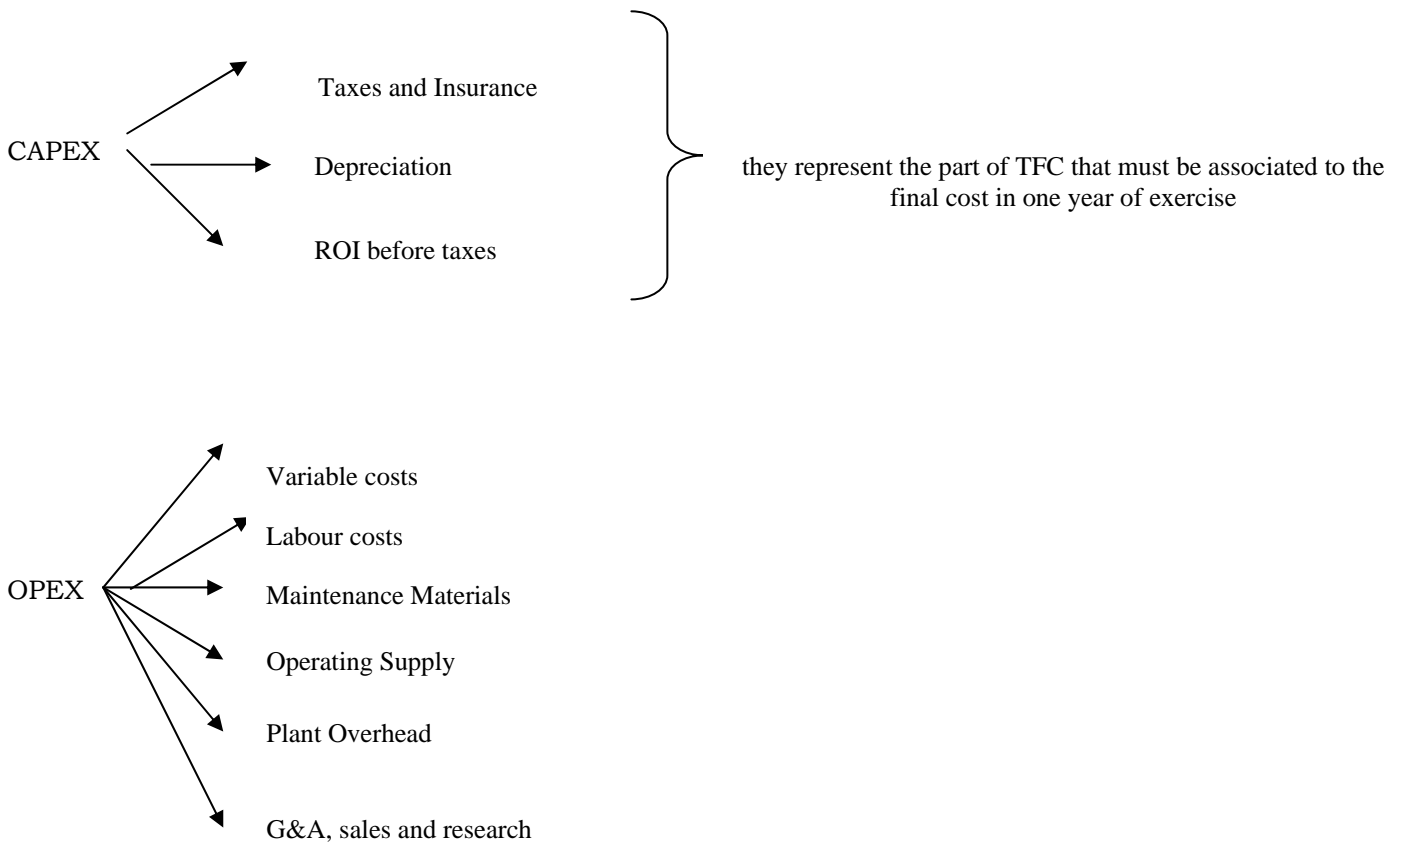 Taxes and Insurance
CAPEX
Depreciation
they represent the part of TFC that must be associated to the
final cost in one year of exercise
ROI before taxes
Variable costs
Labour costs
OPEX
Maintenance Materials
Operating Supply
Plant Overhead
G&A, sales and research